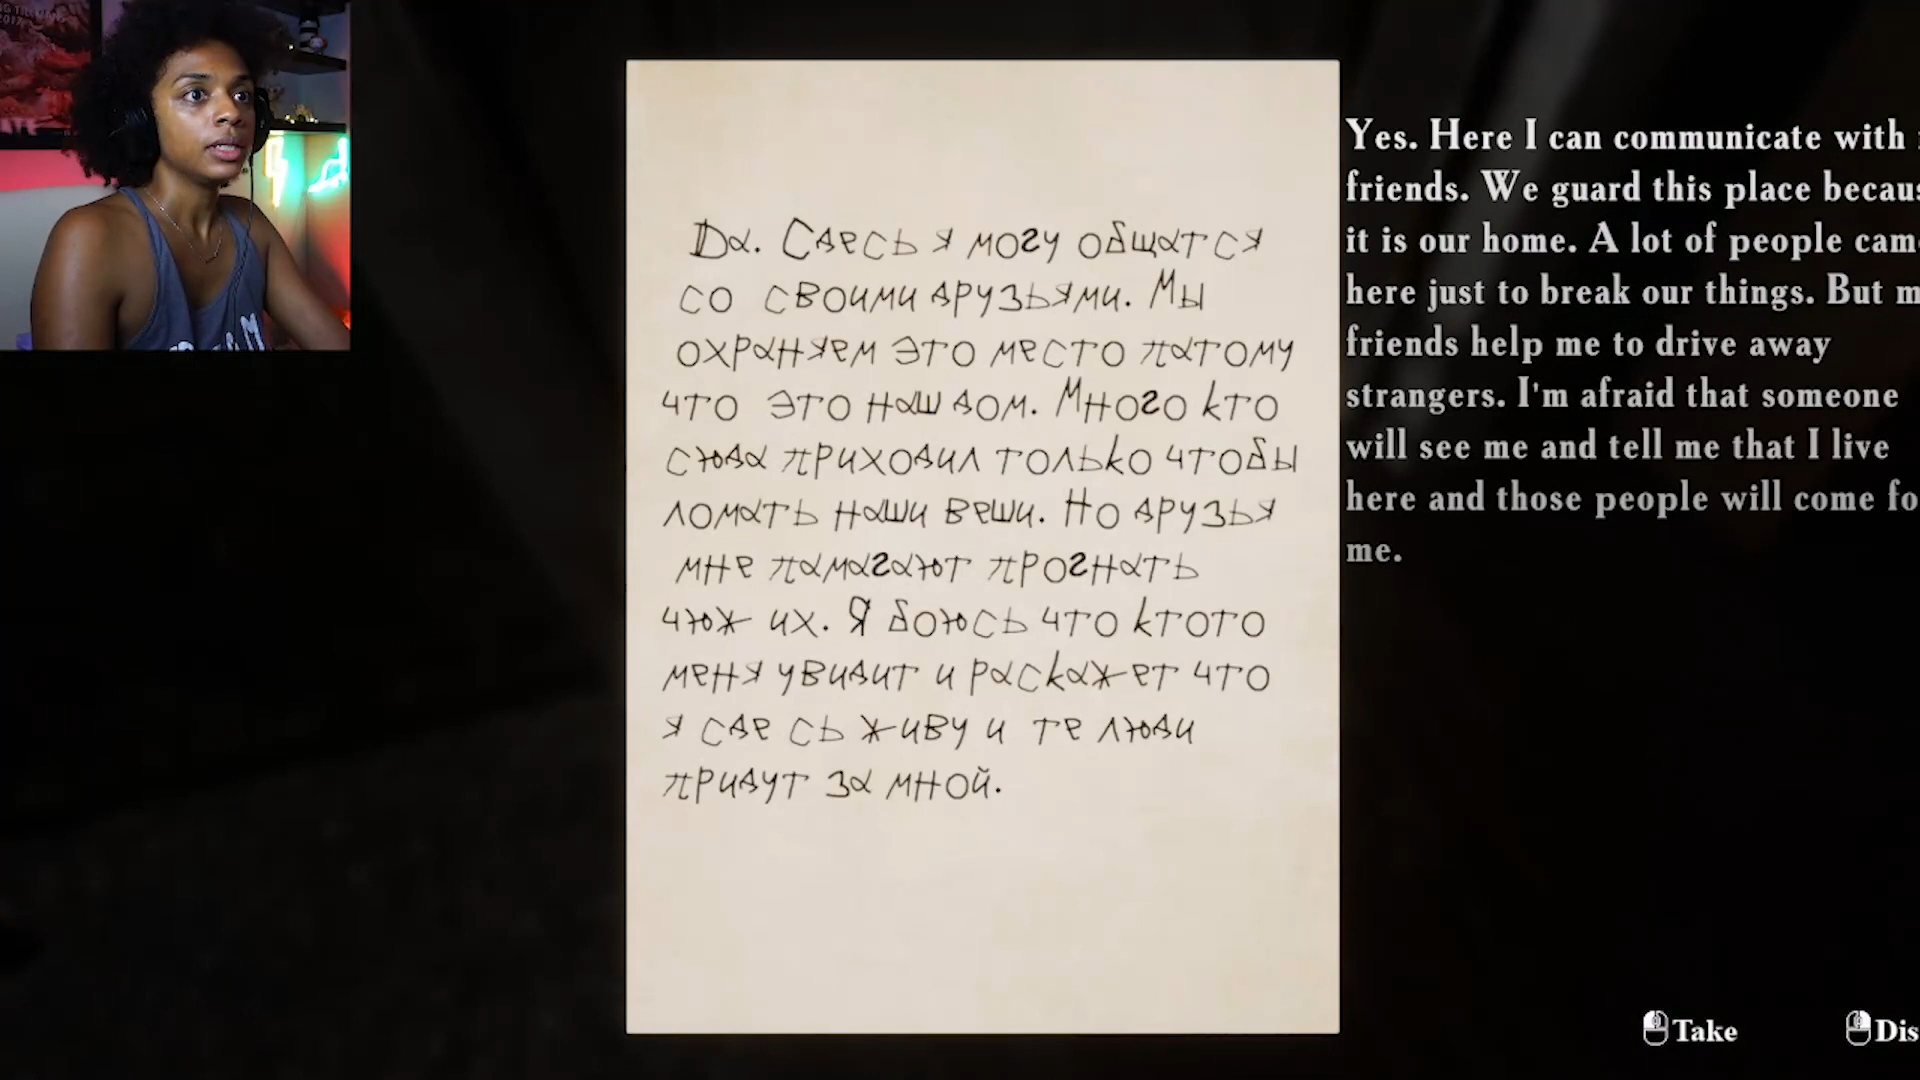 Да. Сдесь я могу общатся
со своими друзьями. Мы
охраняем это место патому
что это наш дом. Много кто
сюда приходил только чтобы
ломать наши веши. Но друзья
мне памагают прогнать
чюж их. Я боюсь что ктото
меня увидит и раскажет что
я сде сь живу и те люди
придут за мной.
Yes. Here I can communicate with
friends. We guard this place becaus
it is our home. A lot of people cam
here just to break our things. But m
friends help me to drive away
strangers. I'm afraid that someone
will see me and tell me that I live
here and those people will come fo
me.
Take
Dis